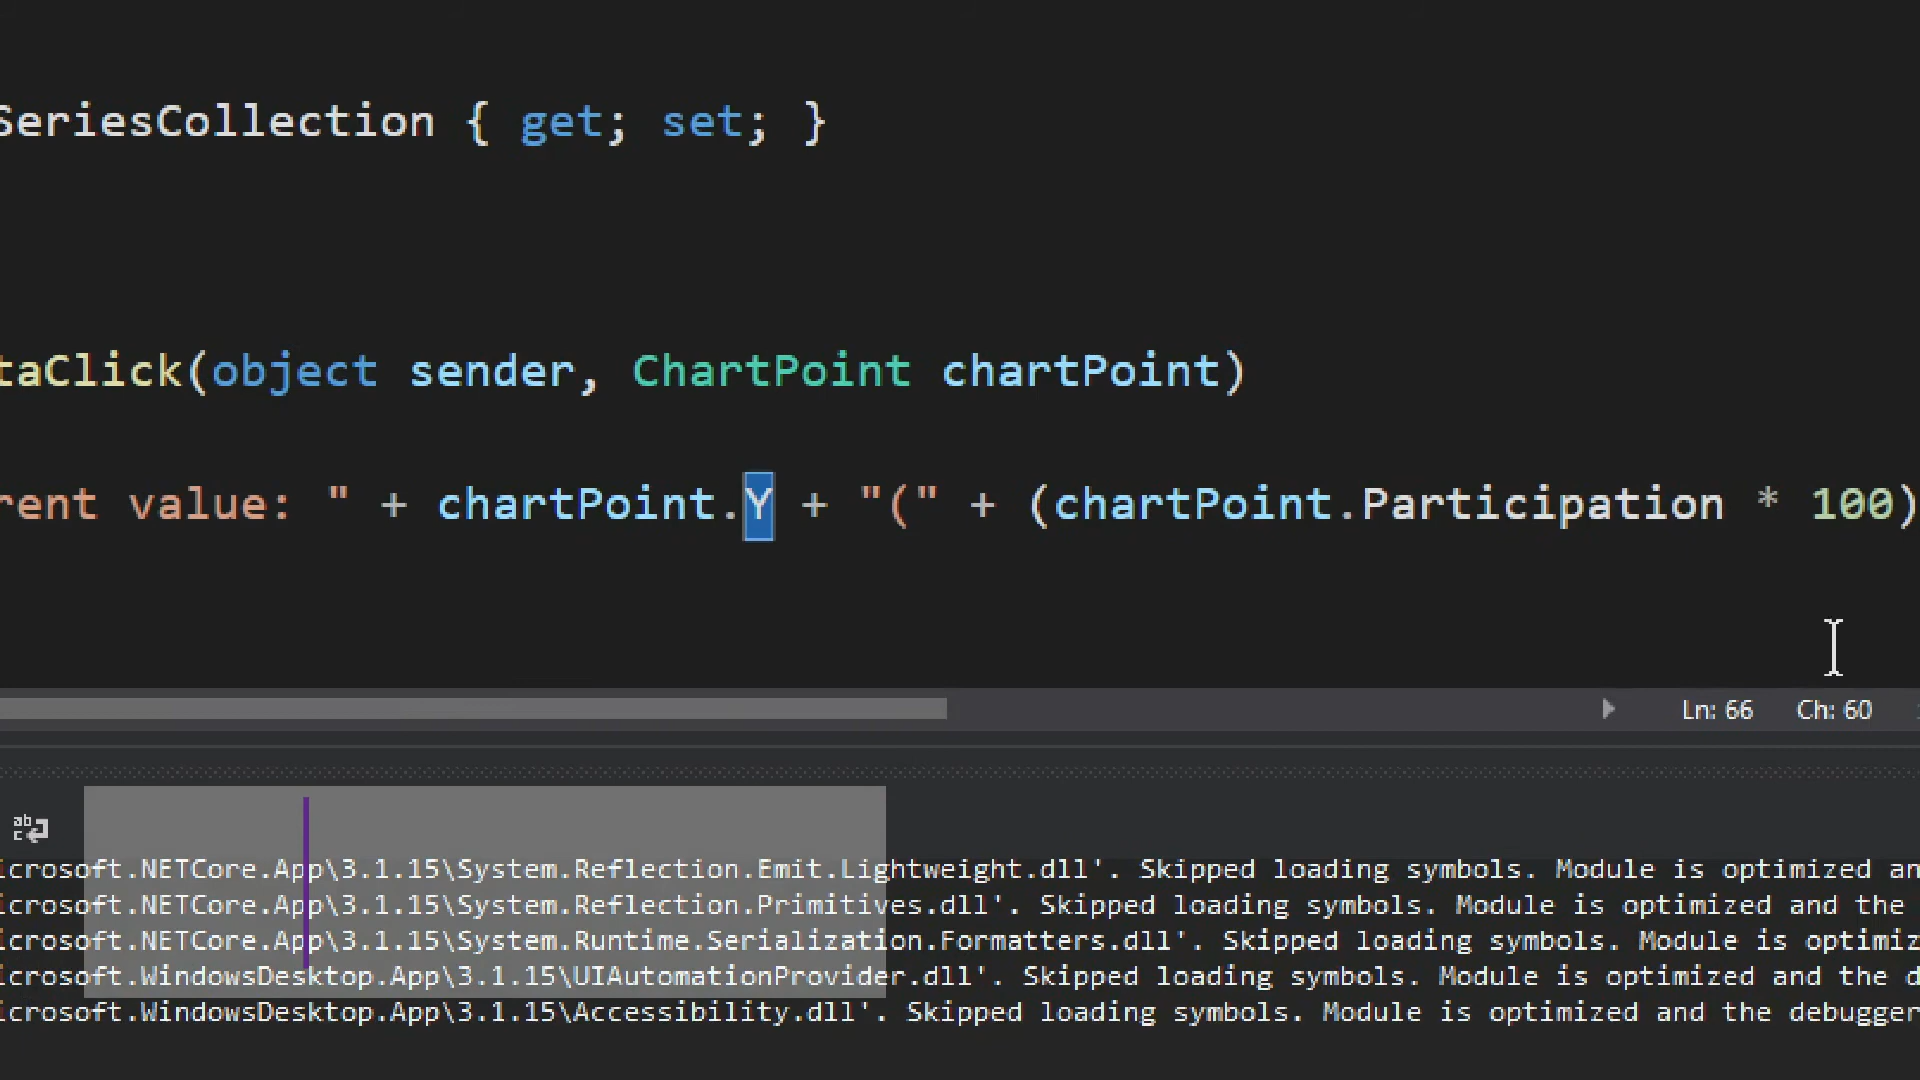 SeriesCollection { get; set; }
taClick(object sender, ChartPoint chartPoint)
rent value: " + chartPoint.Y + "(" + (chartPoint.Participation * 100)
Ln: 66 Ch: 60
icrosoft.NETCore.App\3.1.15\System.Reflection.Emit.Lightweight.dll'. Skipped loading symbols. Module is optimized an
icrosoft.NETCore.App\3.1.15\System.Reflection.Primitives.dll'. Skipped loading symbols. Module is optimized and the
icrosoft.NETCore.App\3.1.15\System.Runtime.Serialization.Formatters.dll'. Skipped loading symbols. Module is optimiz
icrosoft.WindowsDesktop.App\3.1.15\UIAutomationProvider.dll'. Skipped loading symbols. Module is optimized and the d
icrosoft.WindowsDesktop.App\3.1.15\Accessibility.dll'. Skipped loading symbols. Module is optimized and the debugger